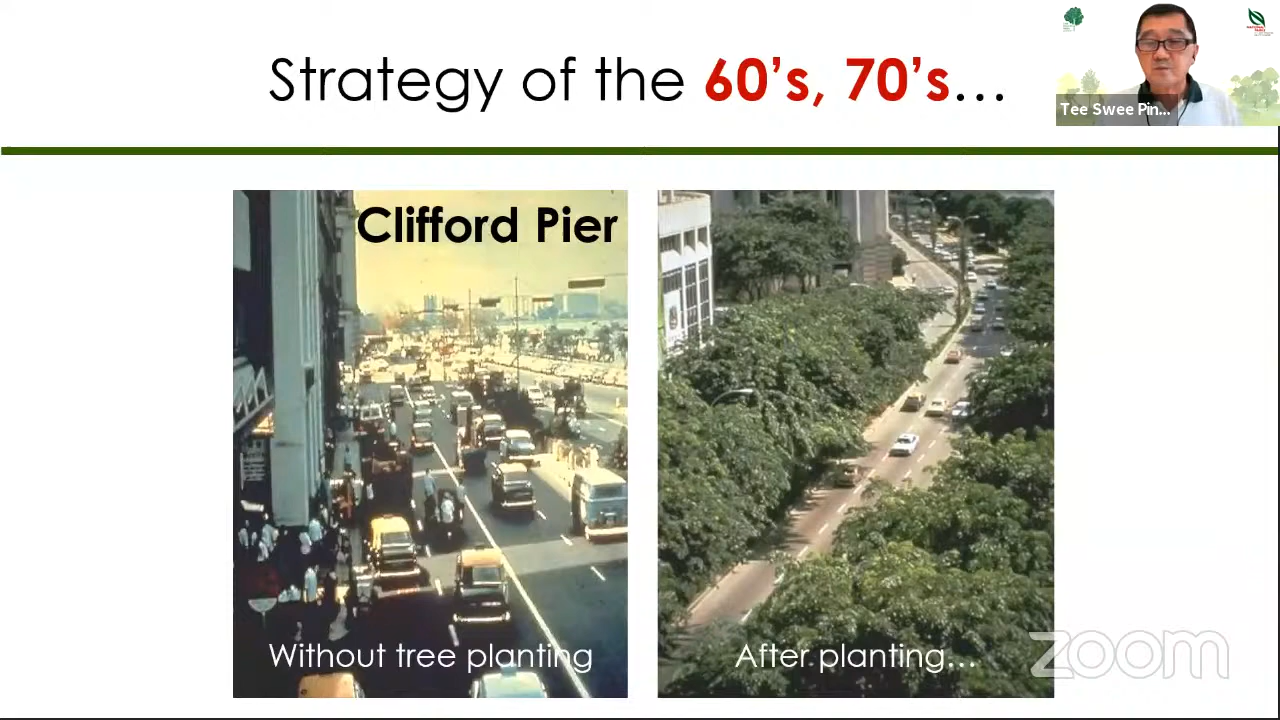 Strategy of the 60's, 70's...
Tee Swee Pin...
Clifford Pier
Without tree planting
After planting...
zoom